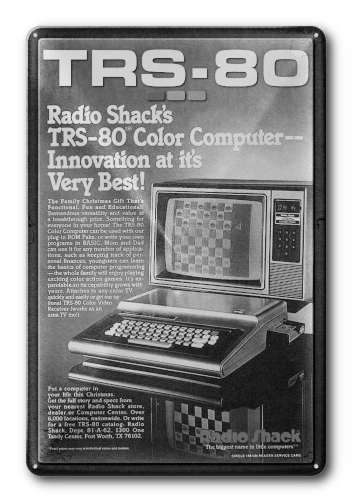 TRS-80
Radio Shack's
TRS-80 Color Computer—
Innovation at it's
Very Best!
The Family Christmas Gift That's
Functional, Fun and Educational!
Tremendous versatility and value at
a breakthrough price. Something for
everyone in your home! The TRS-80
Color Computer can be used with our
plug-in ROM Paks, or write your own
programs in BASIC. Mom and Dad
can use it for any number of applica-
tions, such as keeping track of per-
sonal finances, youngsters can learn
the basics of computer programming
—the whole family will enjoy playing
exciting color action games. It's ex-
pandable, so its capability grows with
yours. Attaches to any color TV
quickly and easily or get our op-
tional TRS-80 Color Video
Receiver (works as an
extra TV too!)
Put a computer in
your life this Christmas.
Get the full story and specs from
your nearest Radio Shack store,
dealer or Computer Center. Over
6,000 locations, nationwide. Or write
for a free TRS-80 catalog: Radio
Shack, Dept. 81-A-62, 1300 One
Tandy Center, Fort Worth, TX 76102.
Radio Shack
The biggest name in little computers
CIRCLE 148 ON READER SERVICE CARD